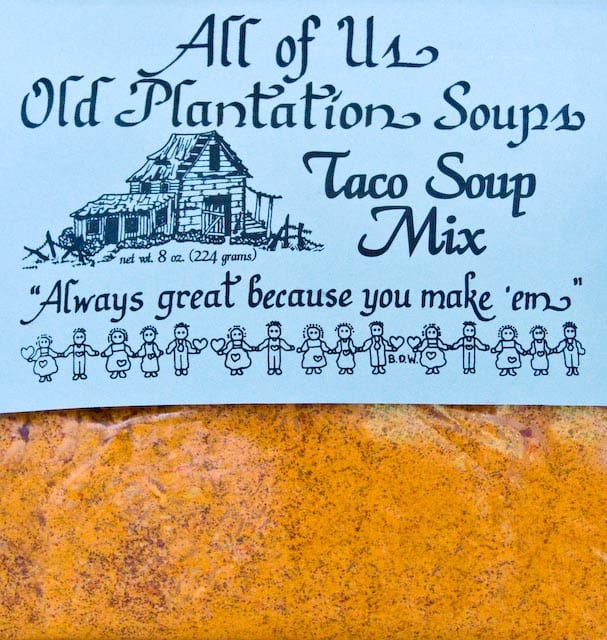 All of Us
Old Plantation Soups
Taco Soup
Mix
net wt. 8 oz. (224 grams)
"Always great because you make 'em"
B.D.W.